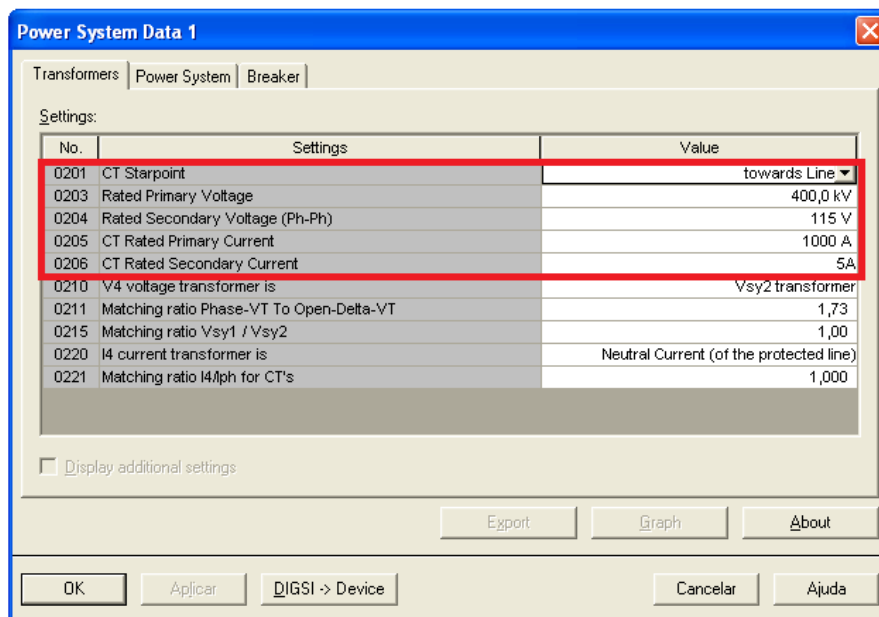 Power System Data 1
Transformers Power System Breaker
Settings:
No. Settings Value
0201 CT Starpoint towards Line
0203 Rated Primary Voltage 400,0 kV
0204 Rated Secondary Voltage (Ph-Ph) 115 V
0205 CT Rated Primary Current 1000 A
0206 CT Rated Secondary Current 5A
0210 V4 voltage transformer is Vsy2 transformer
0211 Matching ratio Phase-VT To Open-Delta-VT 1,73
0215 Matching ratio Vsy1 / Vsy2 1,00
0220 I4 current transformer is Neutral Current (of the protected line)
0221 Matching ratio I4/Iph for CT's 1,000
Display additional settings
Export Graph About
OK Aplicar DIGSI -> Device Cancelar Ajuda